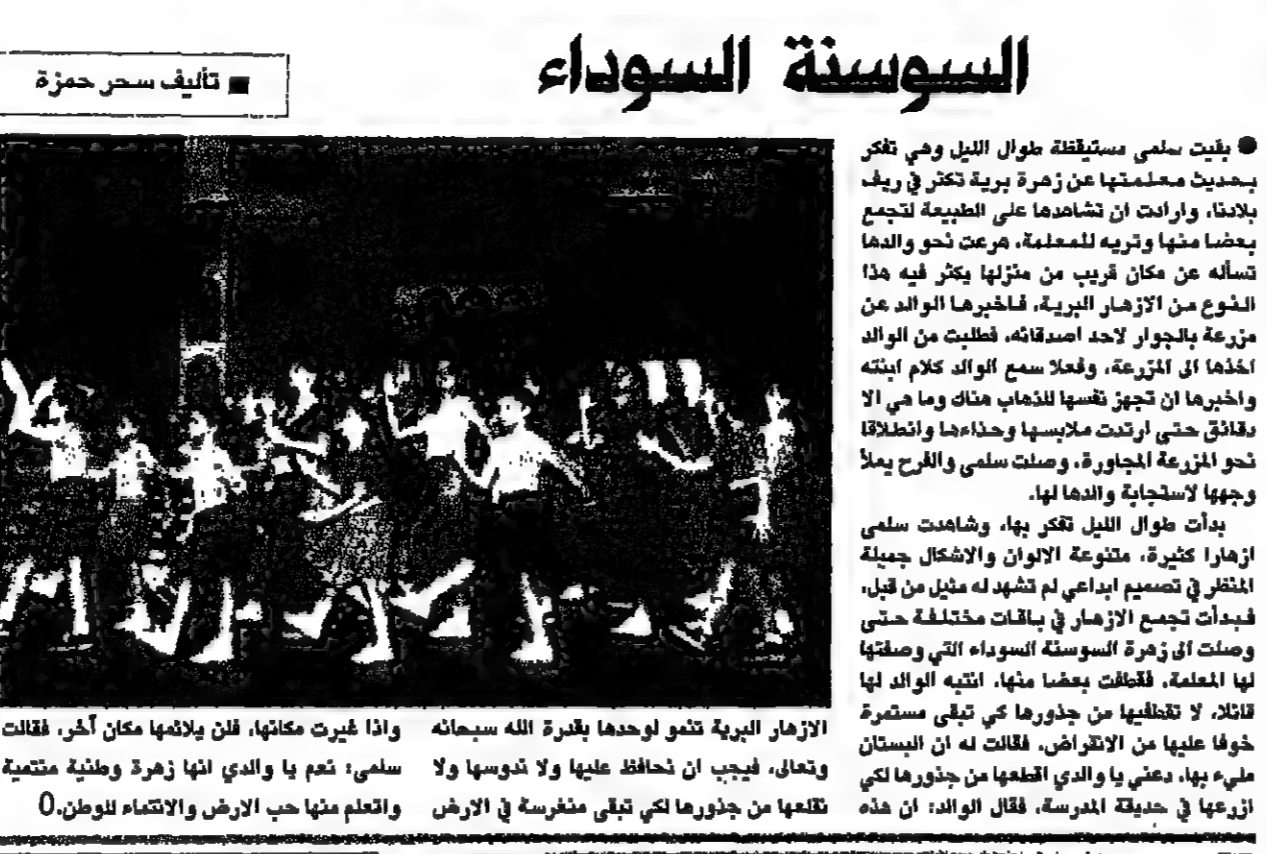 السوسنة السوداء
■ تأليف سحر حمزة
● بقيت سلمى مستيقظة طوال الليل وهي تفكر
بحديث معلمتها عن زهرة برية تكثر في ريف
بلادنا، وارادت ان تشاهدها على الطبيعة لتجمع
بعضا منها وتريه للمعلمة، هرعت نحو والدها
تسأله عن مكان قريب من منزلها يكثر فيه هذا
النوع من الازهار البرية، فاخبرها الوالد عن
مزرعة بالجوار لاحد اصدقائه، فطلبت من الوالد
اخذها الى المزرعة، وفعلا سمع الوالد كلام ابنته
واخبرها ان تجهز نفسها للذهاب هناك وما هي الا
دقائق حتى ارتدت ملابسها وحذاءها وانطلاقا
نحو المزرعة المجاورة، وصلت سلمى والفرح يملأ
وجهها لاستجابة والدها لها.
بدأت طوال الليل تفكر بها، وشاهدت سلمى
ازهارا كثيرة، متنوعة الالوان والاشكال جميلة
المنظر في تصميم ابداعي لم تشهد له مثيل من قبل،
فبدأت تجمع الازهار في باقات مختلفة حتى
وصلت الى زهرة السوسنة السوداء التي وصفتها
لها المعلمة، فقطفت بعضا منها، انتبه الوالد لها
قائلا، لا تقطفيها من جذورها كي تبقى مستمرة
خوفا عليها من الانقراض، فقالت له ان البستان
مليء بها، دعني يا والدي اقطعها من جذورها لكي
ازرعها في حديقة المدرسة، فقال الوالد: ان هذه
الازهار البرية تنمو لوحدها بقدرة الله سبحانه
وتعالى، فيجب ان نحافظ عليها ولا ندوسها ولا
نقلعها من جذورها لكي تبقى منغرسة في الارض
واذا غيرت مكانها، فلن يلائمها مكان آخر، فقالت
سلمى: نعم يا والدي انها زهرة وطنية منتمية
واتعلم منها حب الارض والانتماء للوطن.0